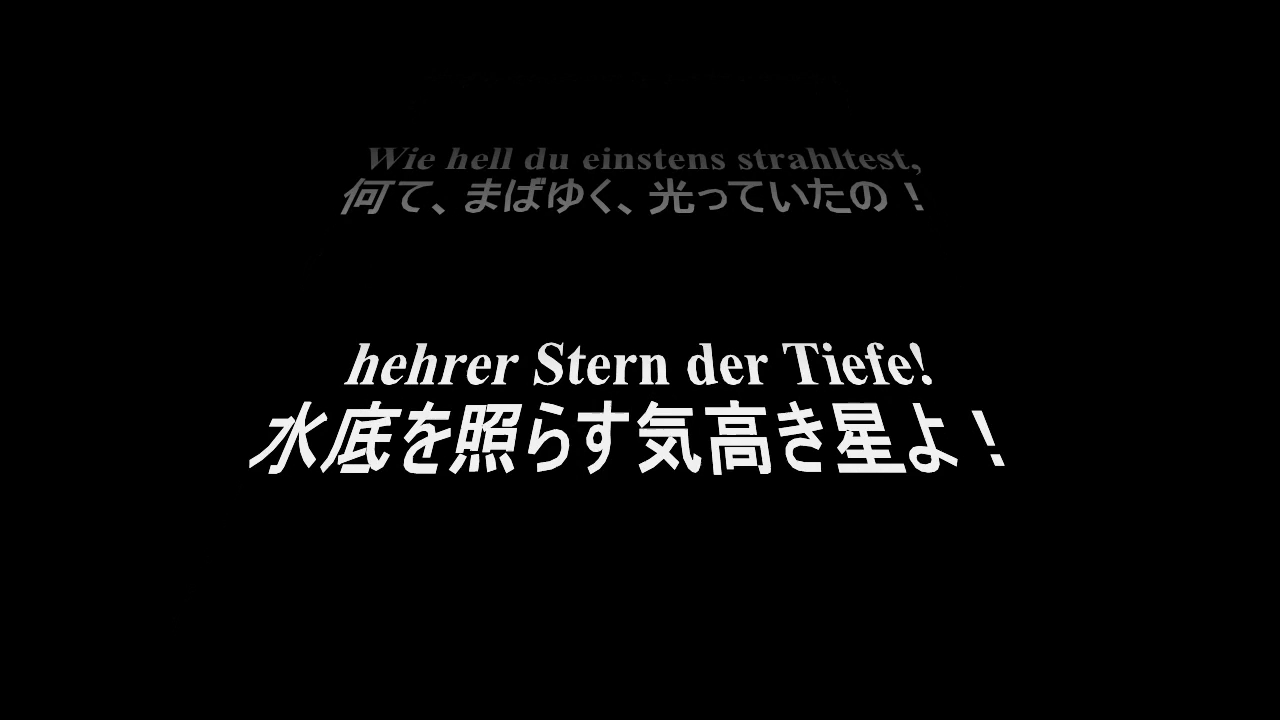 Wie hell du einstens strahltest,
何て、まばゆく、光っていたの！
hehrer Stern der Tiefe!
水底を照らす気高き星よ！